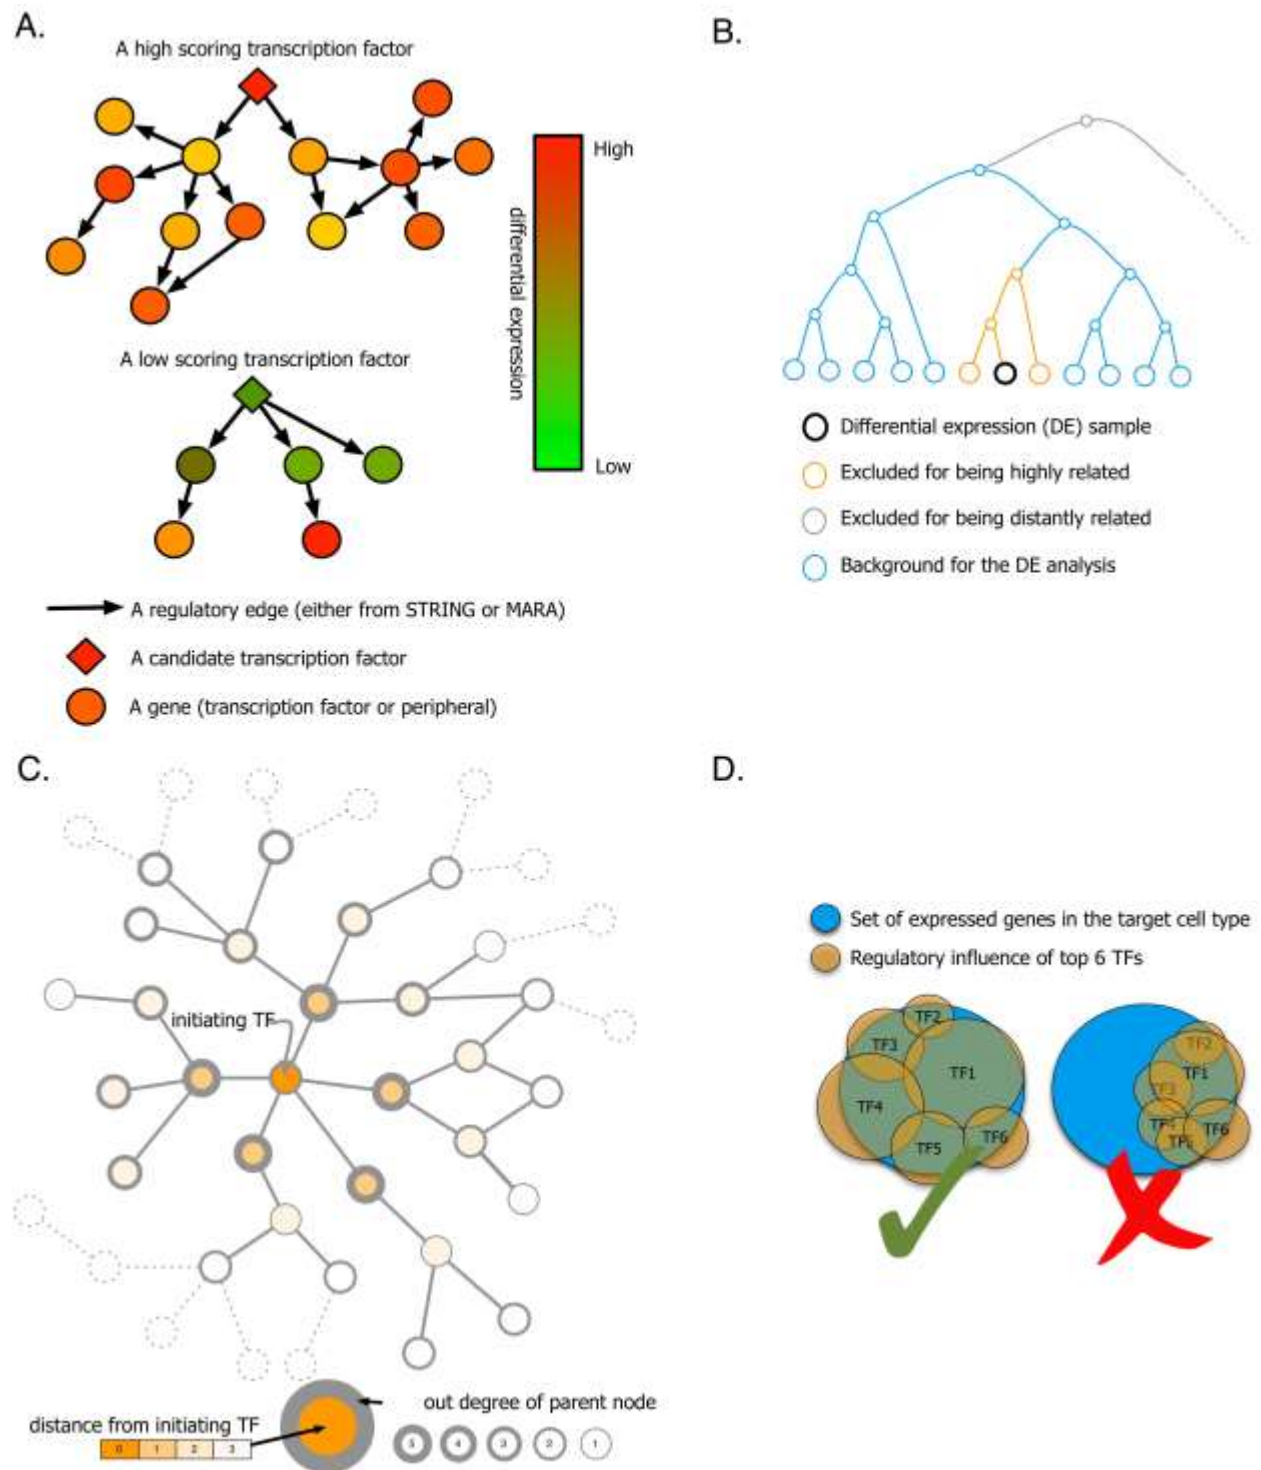 A.
A high scoring transcription factor
High
differential expression
Low
A low scoring transcription factor
A regulatory edge (either from STRING or MARA)
A candidate transcription factor
A gene (transcription factor or peripheral)
B.
Differential expression (DE) sample
Excluded for being highly related
Excluded for being distantly related
Background for the DE analysis
C.
initiating TF
out degree of parent node
distance from initiating TF
0 1 2 3
5 4 3 2 1
D.
Set of expressed genes in the target cell type
Regulatory influence of top 6 TFs
TF2
TF3
TF1
TF4
TF5
TF6
TF2
TF1
TF3
TF4
TF6
TF5